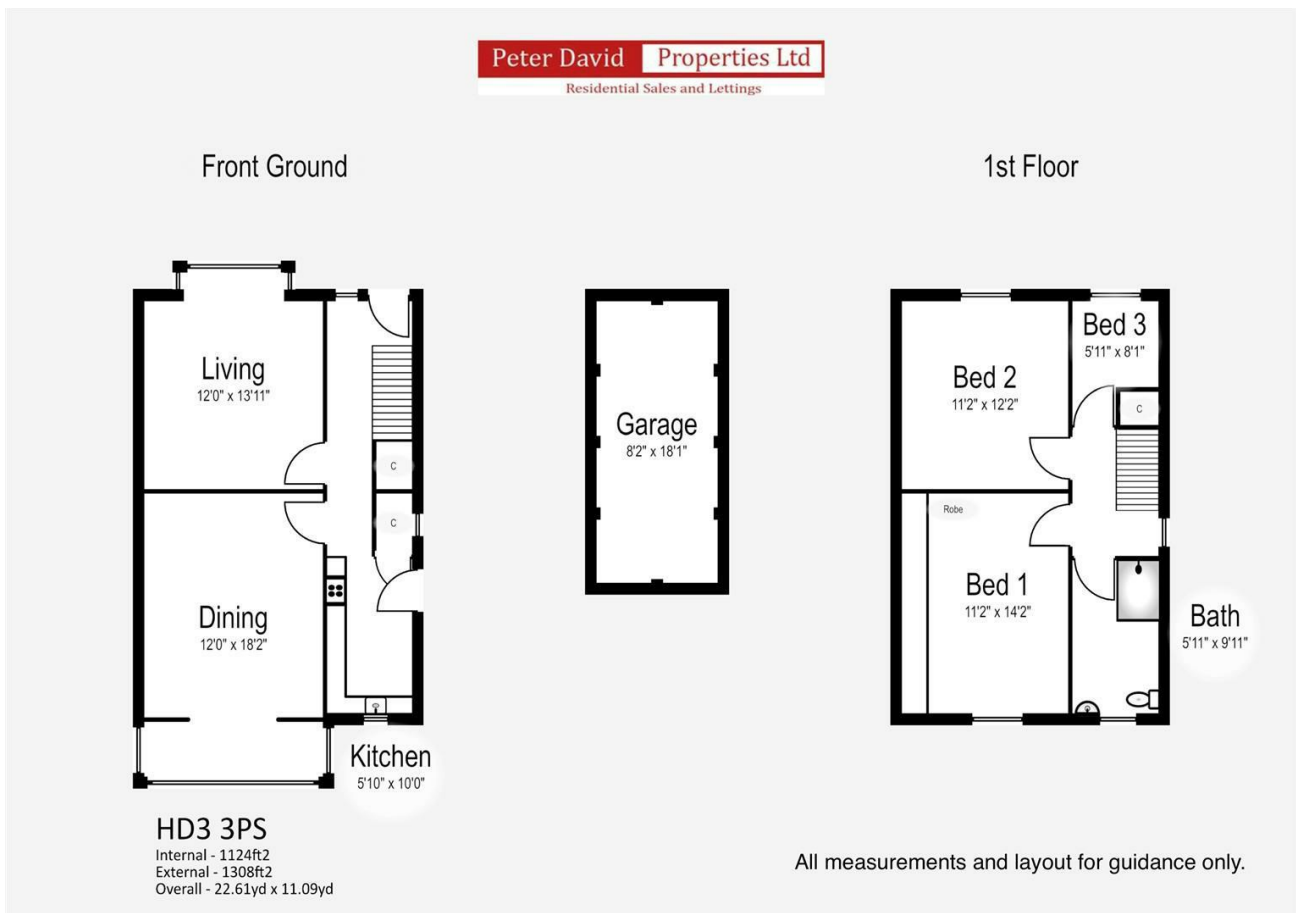 Peter David Properties Ltd
Residential Sales and Lettings
Front Ground
1st Floor
Living
12'0" x 13'11"
C
C
Dining
12'0" x 18'2"
Kitchen
5'10" x 10'0"
Garage
8'2" x 18'1"
Bed 3
5'11" x 8'1"
Bed 2
11'2" x 12'2"
C
Robe
Bed 1
11'2" x 14'2"
Bath
5'11" x 9'11"
HD3 3PS
Internal - 1124ft2
External - 1308ft2
Overall - 22.61yd x 11.09yd
All measurements and layout for guidance only.